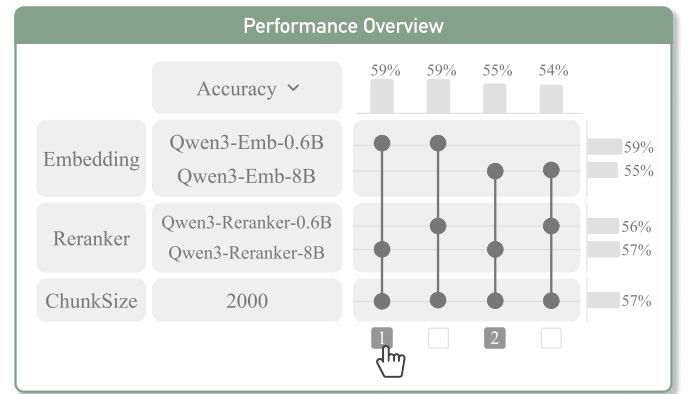 Performance Overview
59% 59% 55% 54%
Accuracy
Embedding
Qwen3-Emb-0.6B
59%
Qwen3-Emb-8B
55%
Reranker
Qwen3-Reranker-0.6B
56%
Qwen3-Reranker-8B
57%
ChunkSize
2000
57%
1
2